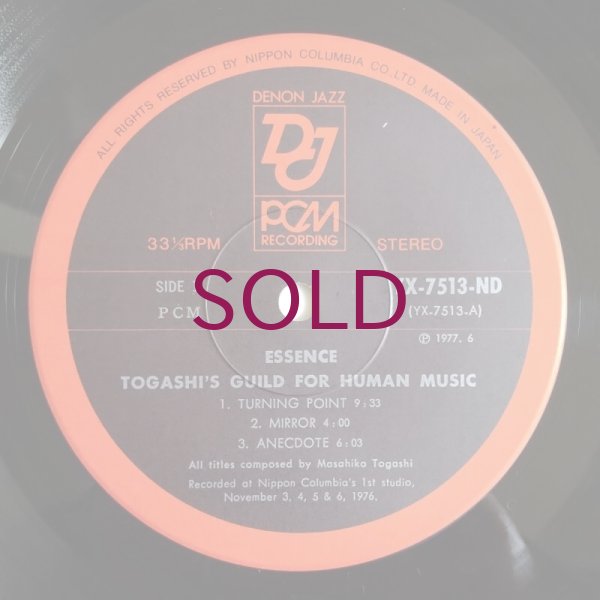 ALL RIGHTS RESERVED BY NIPPON COLUMBIA CO., LTD. MADE IN JAPAN
DENON JAZZ
DJ
PCM
RECORDING
33⅓RPM
STEREO
SIDE
X-7513-ND
PCM
(YX-7513-A)
SOLD
℗ 1977. 6
ESSENCE
TOGASHI'S GUILD FOR HUMAN MUSIC
1. TURNING POINT 9:33
2. MIRROR 4:00
3. ANECDOTE 6:03
All titles composed by Masahiko Togashi
Recorded at Nippon Columbia's 1st studio,
November 3, 4, 5 & 6, 1976.